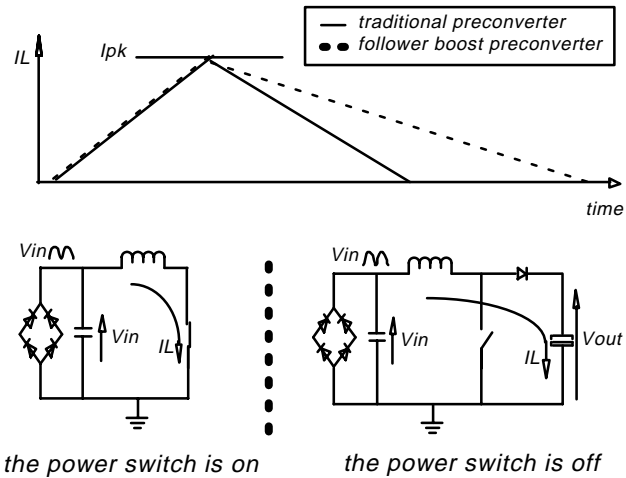 traditional preconverter
follower boost preconverter
IL
Ipk
time
Vin
Vin
IL
Vin
Vin
IL
Vout
the power switch is on
the power switch is off